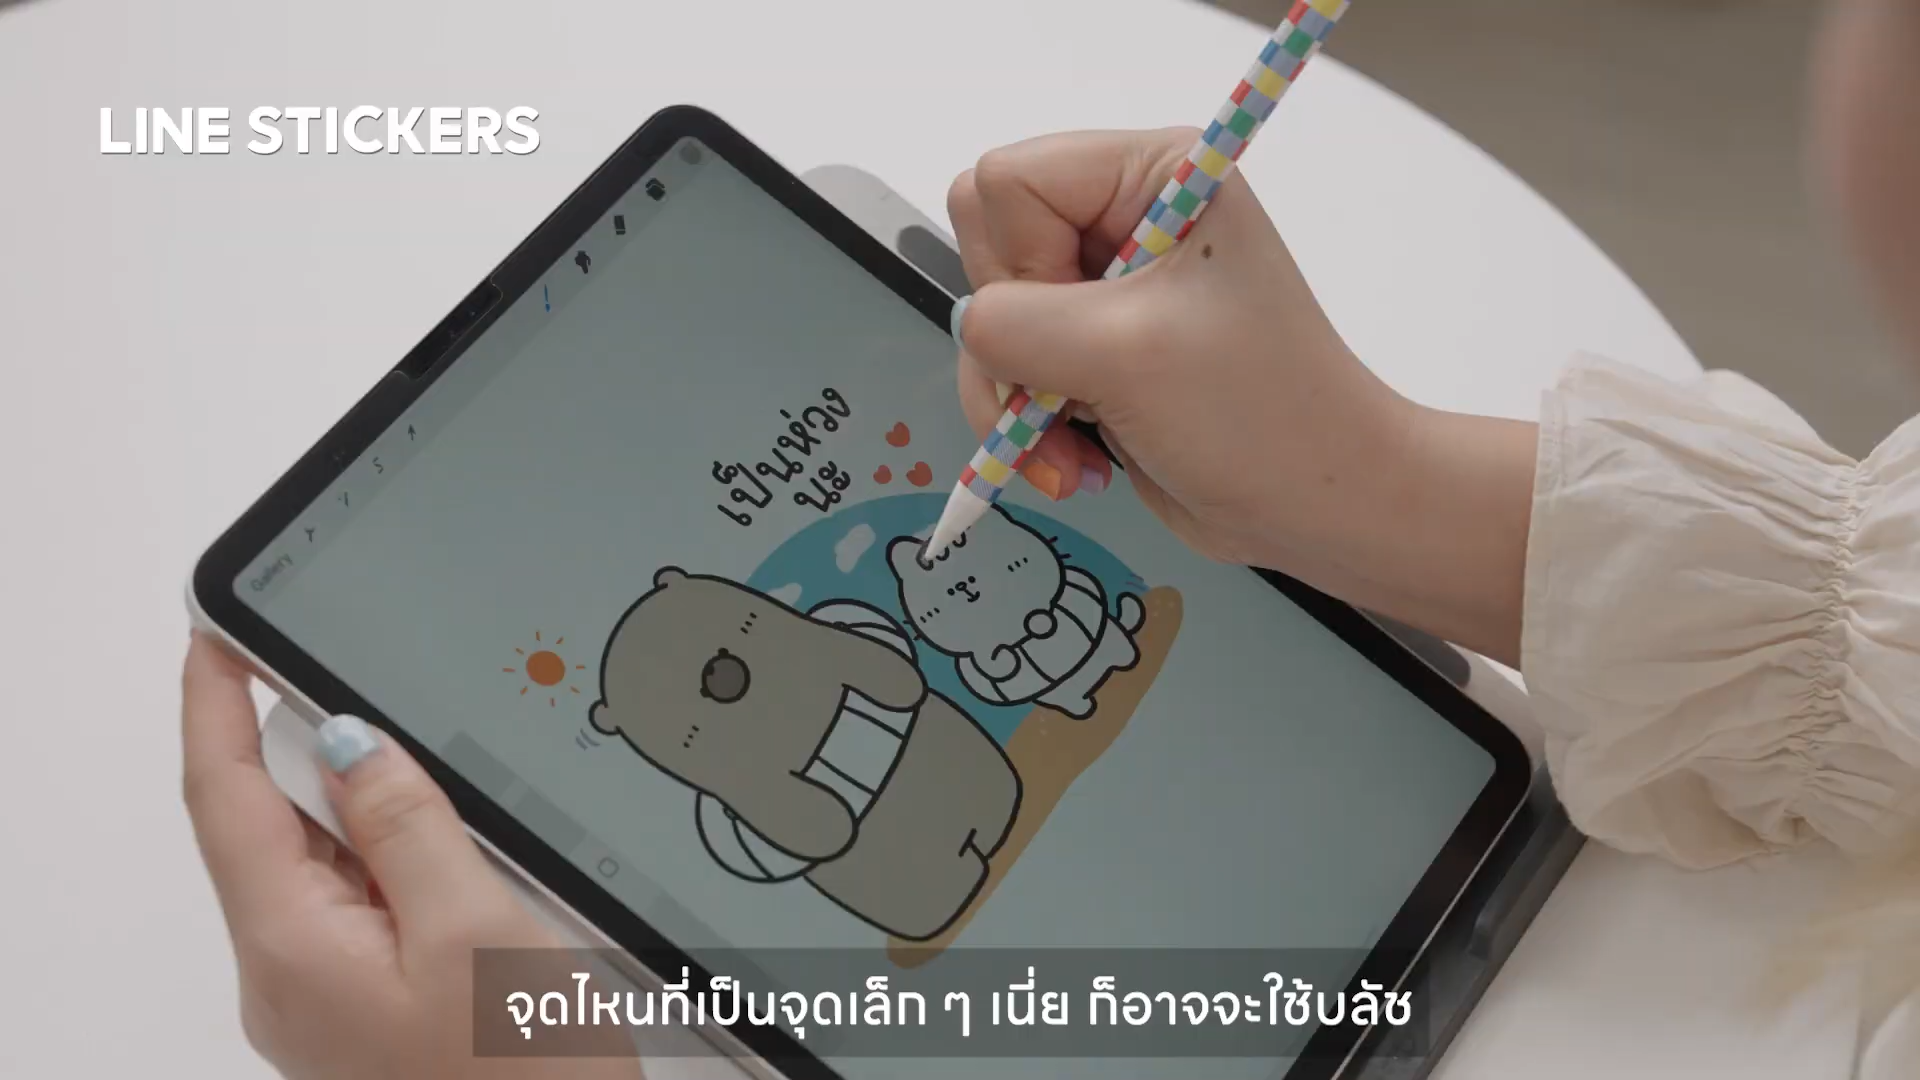 LINE STICKERS
Gallery
เป็นห่วง
นะ
จุดไหนที่เป็นจุดเล็ก ๆ เนี่ย ก็อาจจะใช้บลัช